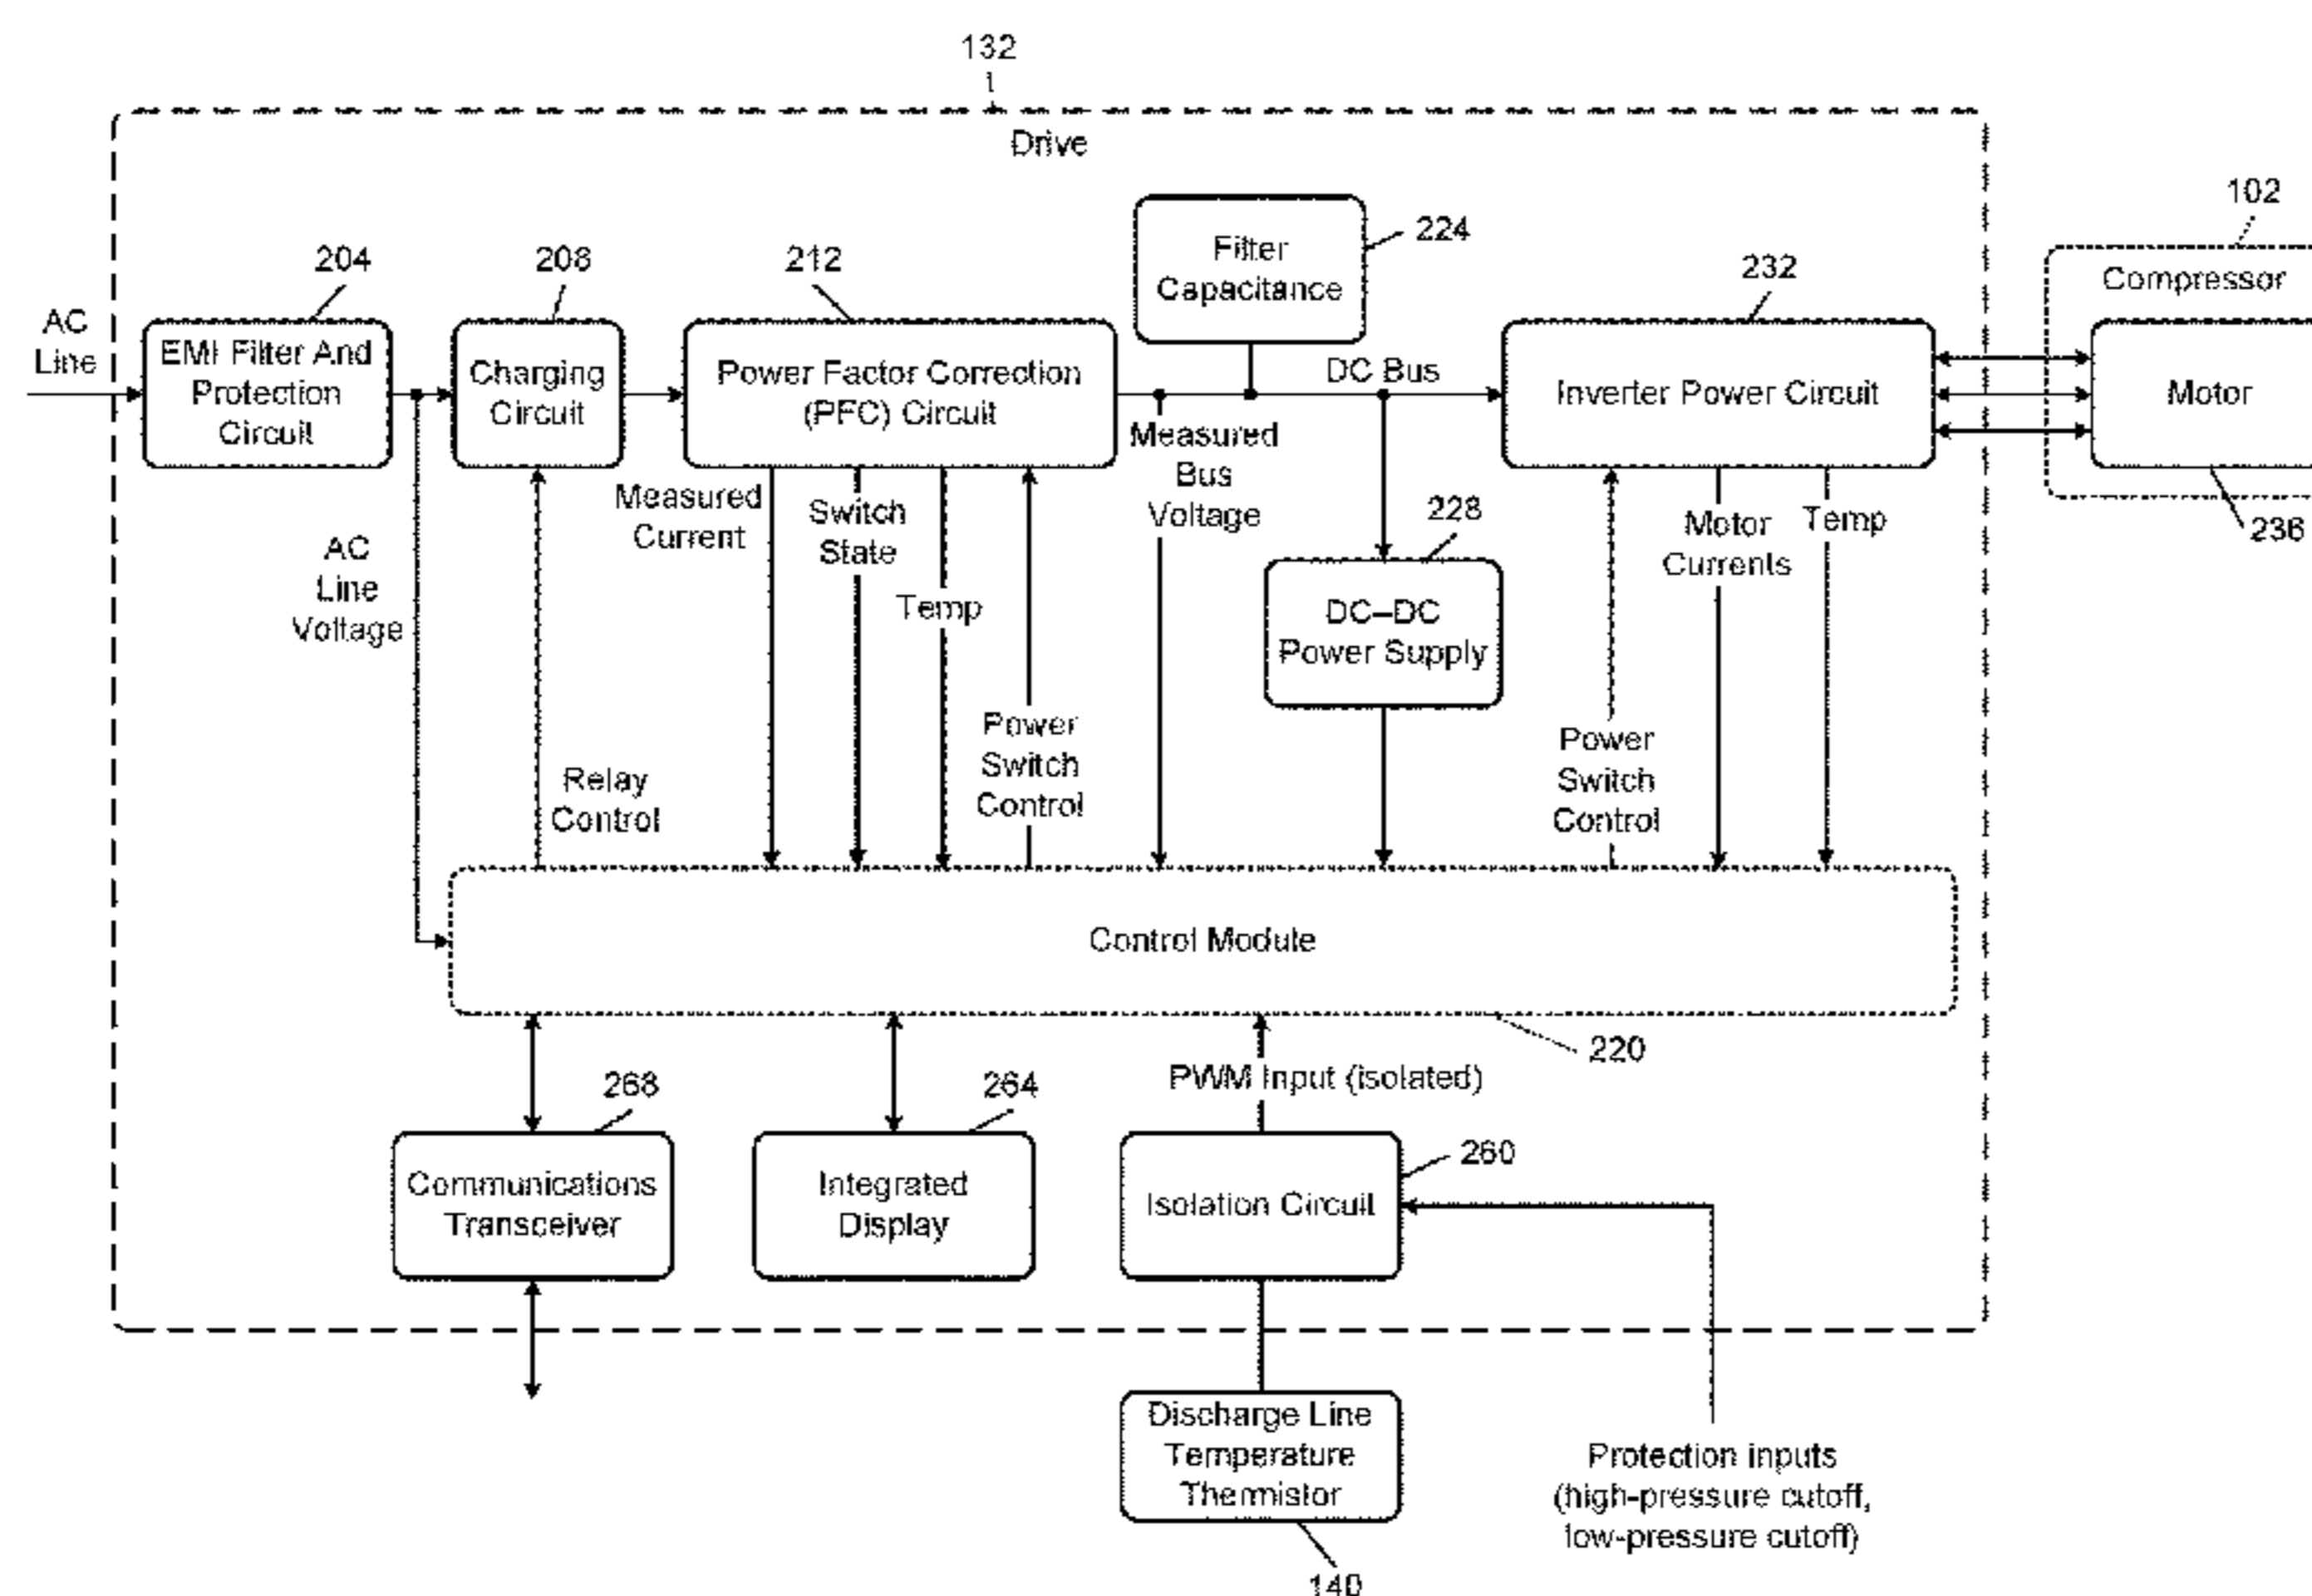 132
Drive
102
Compressor
224
Filter
Capacitance
204
208
212
232
AC
Line
EMI Filter And
Protection
Circuit
Charging
Circuit
Power Factor Correction
(PFC) Circuit
DC Bus
Inverter Power Circuit
Motor
236
Measured
Bus
Voltage
Measured
Current
Switch
State
Temp
228
Motor
Currents
Temp
AC
Line
Voltage
DC–DC
Power Supply
Relay
Control
Power
Switch
Control
Power
Switch
Control
Control Module
220
268
264
PWM Input (isolated)
260
Communications
Transceiver
Integrated
Display
Isolation Circuit
Discharge Line
Temperature
Thermistor
140
Protection inputs
(high-pressure cutoff,
low-pressure cutoff)